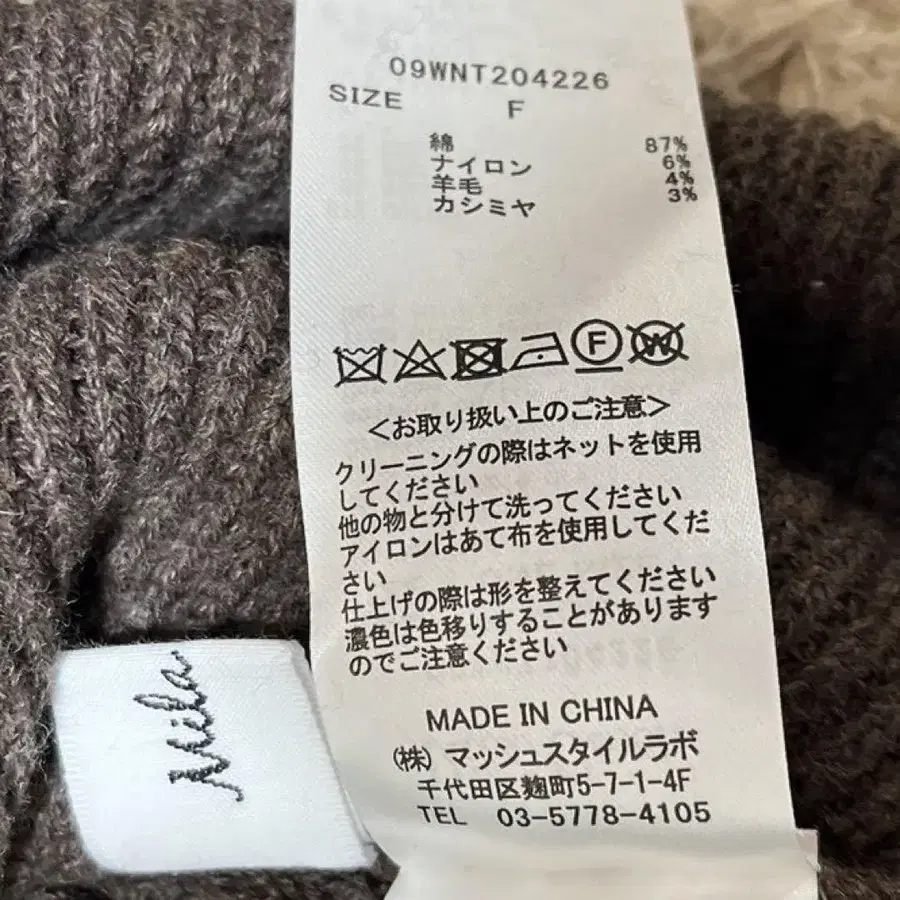 09WNT204226
SIZE F
綿 87%
ナイロン 6%
羊毛 4%
カシミヤ 3%
F W
＜お取り扱い上のご注意＞
クリーニングの際はネットを使用
してください
他の物と分けて洗ってください
アイロンはあて布を使用してくだ
さい
仕上げの際は形を整えてください
濃色は色移りすることがあります
のでご注意ください
MADE IN CHINA
(株) マッシュスタイルラボ
千代田区麹町5-7-1-4F
TEL 03-5778-4105
Mila